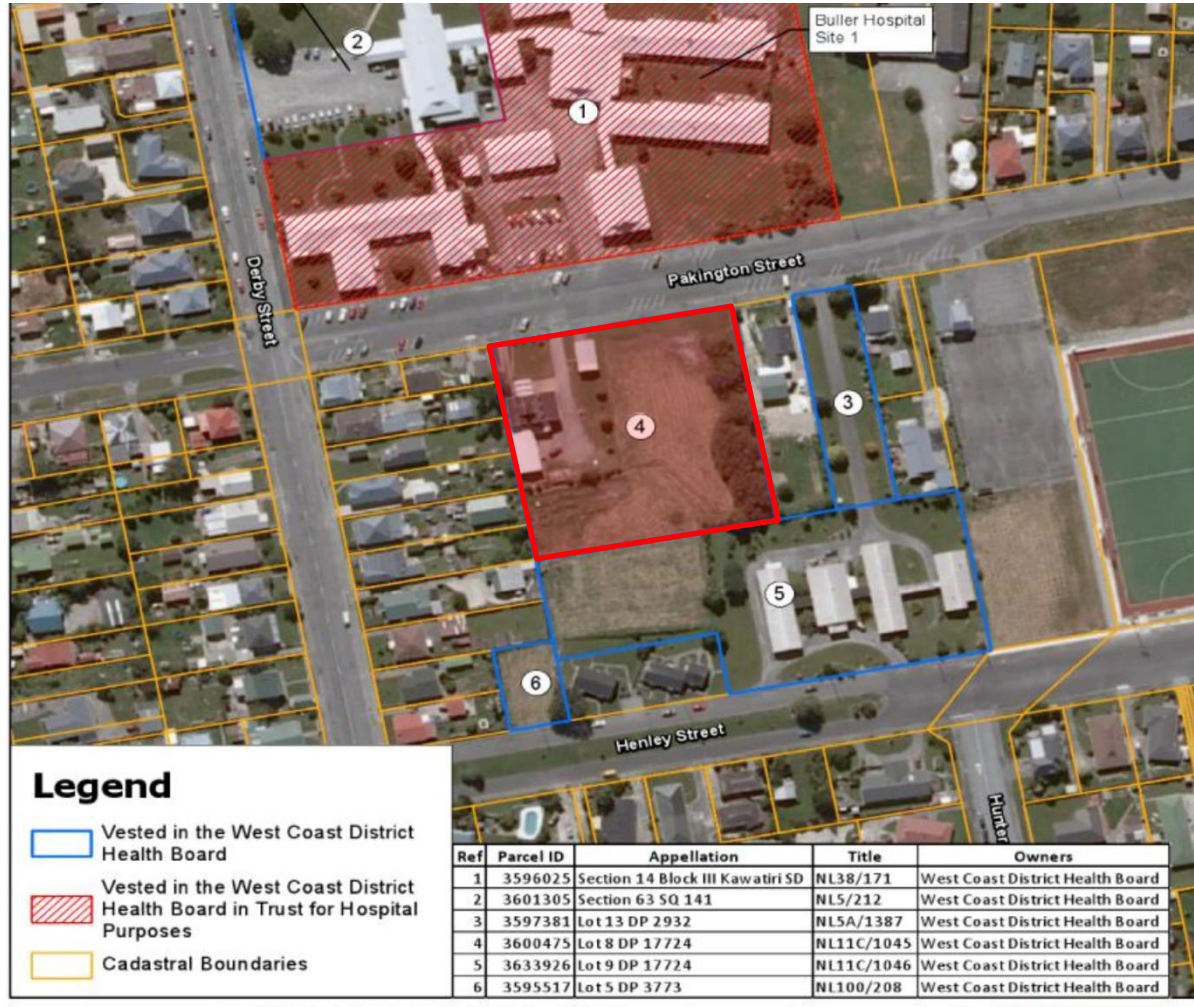 Buller Hospital
Site 1
2
1
Derby Street
Pakington Street
3
4
5
6
Henley Street
Hunter
Legend
Vested in the West Coast District
Health Board
Vested in the West Coast District
Health Board in Trust for Hospital
Purposes
Cadastral Boundaries
Ref Parcel ID Appellation Title Owners
1 3596025 Section 14 Block III Kawatiri SD NL38/171 West Coast District Health Board
2 3601305 Section 63 SQ 141 NL5/212 West Coast District Health Board
3 3597381 Lot 13 DP 2932 NL5A/1387 West Coast District Health Board
4 3600475 Lot 8 DP 17724 NL11C/1045 West Coast District Health Board
5 3633926 Lot 9 DP 17724 NL11C/1046 West Coast District Health Board
6 3595517 Lot 5 DP 3773 NL100/208 West Coast District Health Board